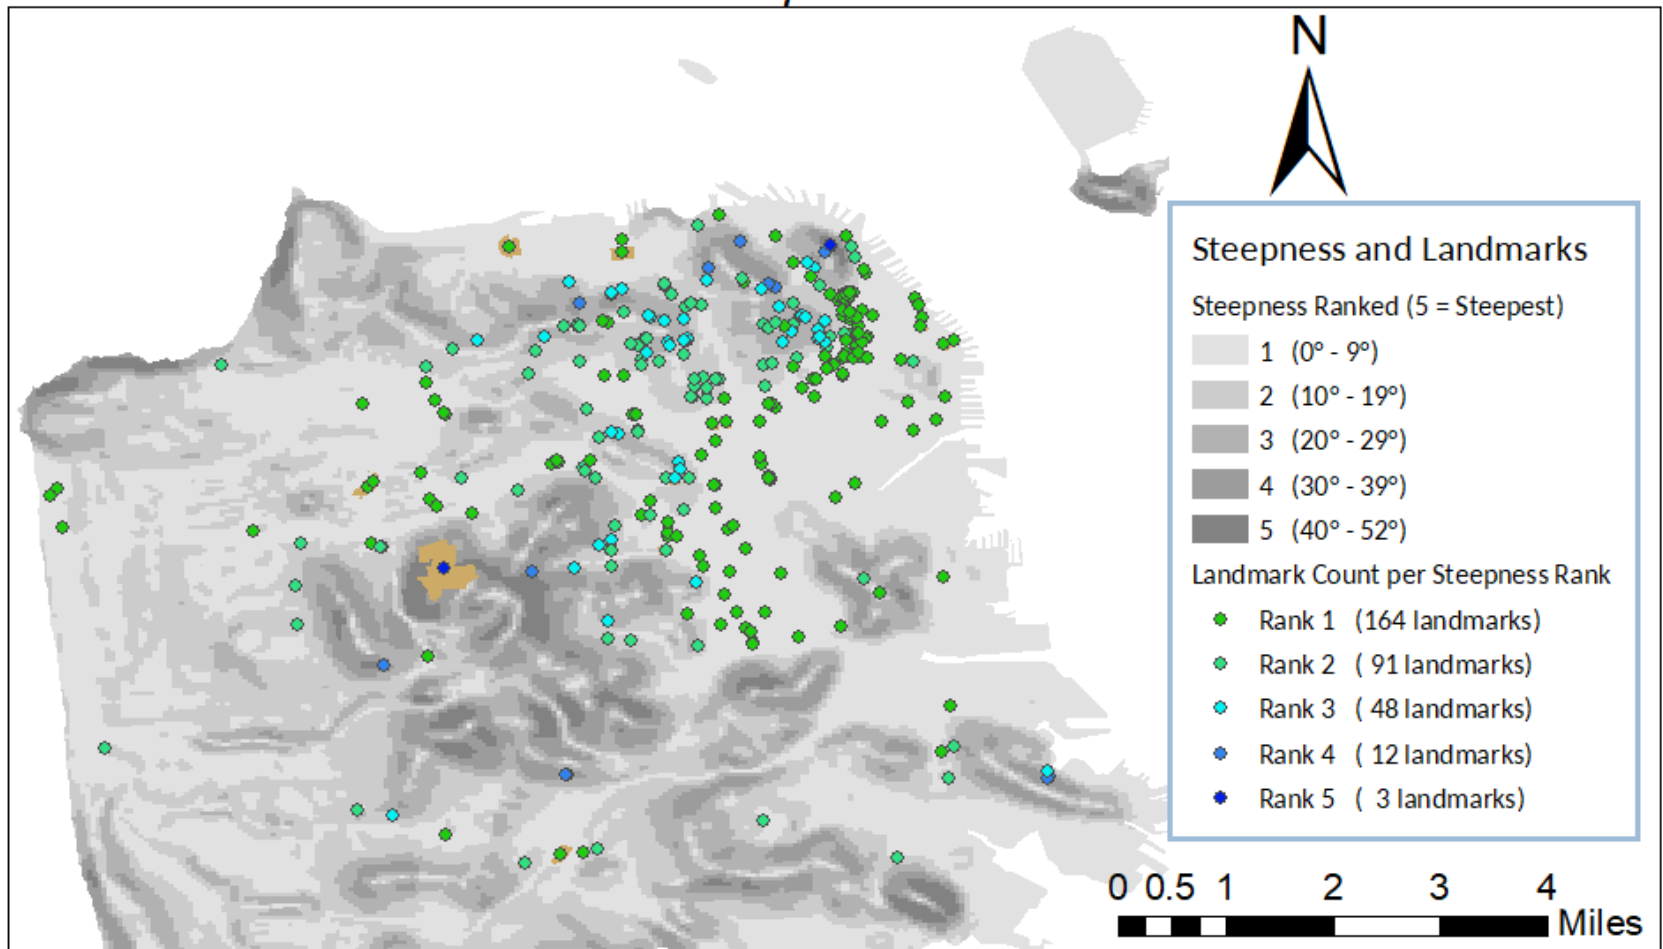 N
Steepness and Landmarks
Steepness Ranked (5 = Steepest)
1 (0° - 9°)
2 (10° - 19°)
3 (20° - 29°)
4 (30° - 39°)
5 (40° - 52°)
Landmark Count per Steepness Rank
Rank 1 (164 landmarks)
Rank 2 ( 91 landmarks)
Rank 3 ( 48 landmarks)
Rank 4 ( 12 landmarks)
Rank 5 ( 3 landmarks)
0 0.5 1 2 3 4
Miles